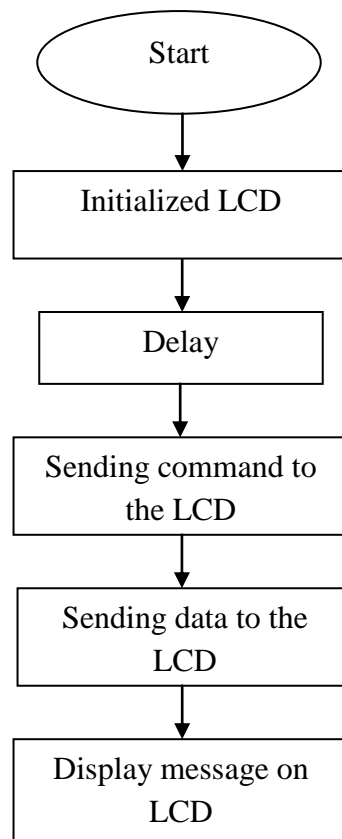 Start
Initialized LCD
Delay
Sending command to
the LCD
Sending data to the
LCD
Display message on
LCD